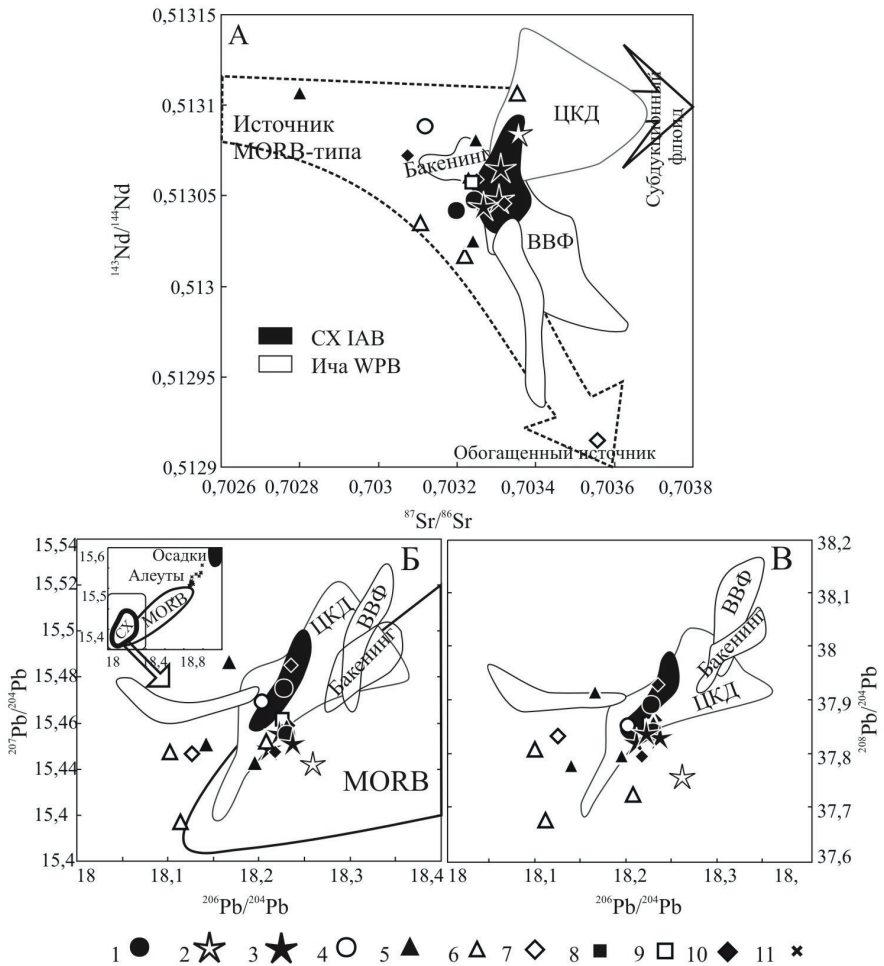 А
0,51315
0,5131
0,51305
0,513
0,51295
0,5129
¹⁴³Nd/¹⁴⁴Nd
Источник
MORB-типа
Бакенинг
ЦКД
Субдукционный
флюид
ВВФ
СХ IAB
Ича WPB
Обогащенный источник
0,7026
0,7028
0,703
0,7032
0,7034
0,7036
0,7038
⁸⁷Sr/⁸⁶Sr
Б
15,54
15,52
15,5
15,48
15,46
15,44
15,4
15,4
²⁰⁷Pb/²⁰⁴Pb
15,6
15,5
15,4
18
18,4
18,8
Осадки
Алеуты
MORB
СХ
ЦКД
ВВФ
Бакенинг
MORB
18
18,1
18,2
18,3
18,4
²⁰⁶Pb/²⁰⁴Pb
В
38,2
38,1
38
37,9
37,8
37,7
37,6
²⁰⁸Pb/²⁰⁴Pb
ВВФ
Бакенинг
ЦКД
18
18,1
18,2
18,3
18,
²⁰⁶Pb/²⁰⁴Pb
1 2 3 4 5 6 7 8 9 10 11